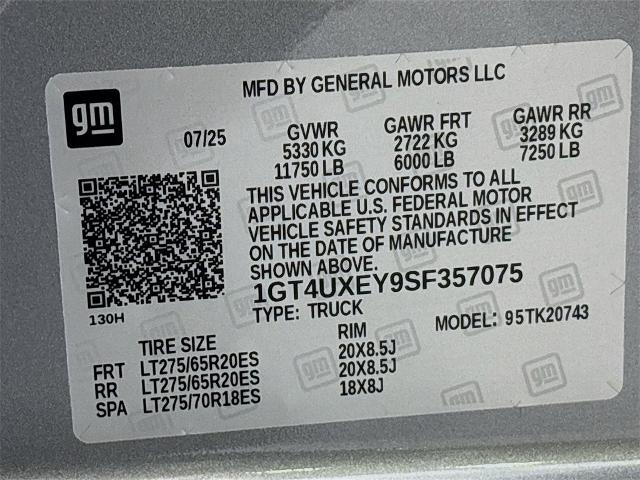 gm
MFD BY GENERAL MOTORS LLC
07/25
GVWR
5330 KG
11750 LB
GAWR FRT
2722 KG
6000 LB
GAWR RR
3289 KG
7250 LB
THIS VEHICLE CONFORMS TO ALL
APPLICABLE U.S. FEDERAL MOTOR
VEHICLE SAFETY STANDARDS IN EFFECT
ON THE DATE OF MANUFACTURE
SHOWN ABOVE.
1GT4UXEY9SF357075
130H
TYPE: TRUCK
MODEL: 95TK20743
TIRE SIZE RIM
FRT LT275/65R20ES 20X8.5J
RR LT275/65R20ES 20X8.5J
SPA LT275/70R18ES 18X8J